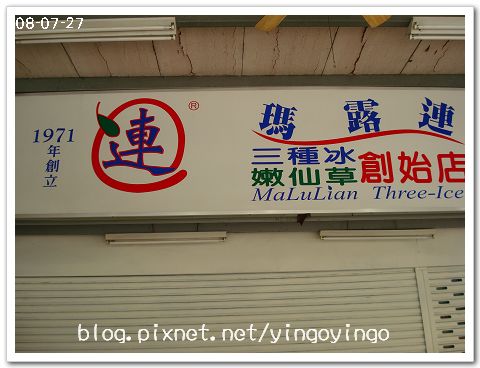 08-07-27
1971
年創立
連
®
瑪露連
三種冰
嫩仙草
創始店
MaLuLian Three-Ice
blog.pixnet.net/yingoyingo